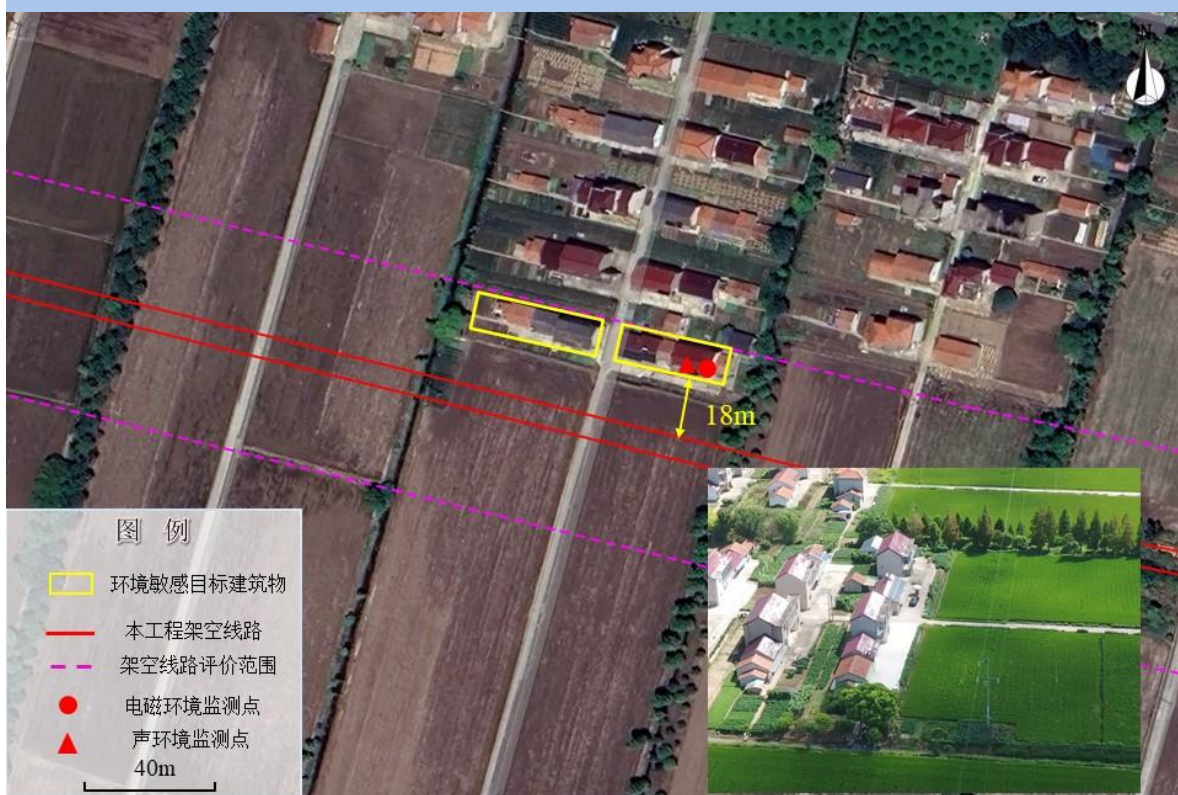 N
18m
图 例
环境敏感目标建筑物
本工程架空线路
架空线路评价范围
电磁环境监测点
声环境监测点
40m